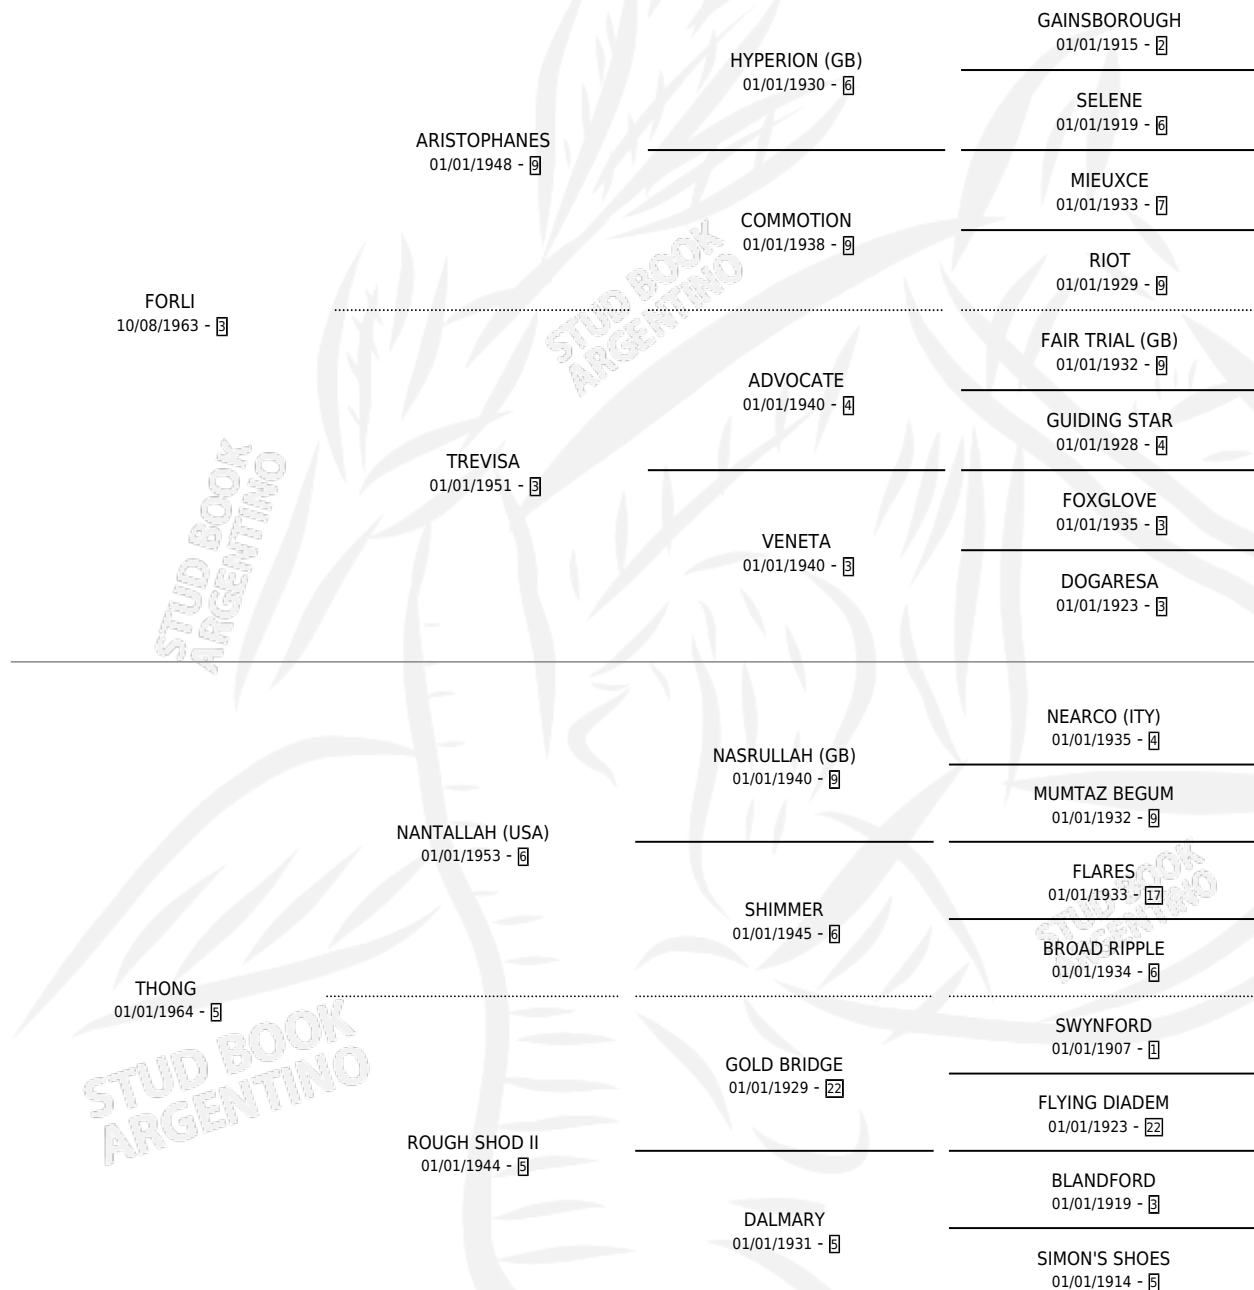 GAINSBOROUGH
01/01/1915 - 2
HYPERION (GB)
01/01/1930 - 6
SELENE
01/01/1919 - 6
ARISTOPHANES
01/01/1948 - 9
MIEUXCE
01/01/1933 - 7
COMMOTION
01/01/1938 - 9
RIOT
01/01/1929 - 9
FORLI
10/08/1963 - 3
FAIR TRIAL (GB)
01/01/1932 - 9
ADVOCATE
01/01/1940 - 4
GUIDING STAR
01/01/1928 - 4
TREVISA
01/01/1951 - 3
FOXGLOVE
01/01/1935 - 3
VENETA
01/01/1940 - 3
DOGARESA
01/01/1923 - 3
NEARCO (ITY)
01/01/1935 - 4
NASRULLAH (GB)
01/01/1940 - 9
MUMTAZ BEGUM
01/01/1932 - 9
NANTALLAH (USA)
01/01/1953 - 6
FLARES
01/01/1933 - 17
SHIMMER
01/01/1945 - 6
BROAD RIPPLE
01/01/1934 - 6
THONG
01/01/1964 - 5
SWYNFORD
01/01/1907 - 1
GOLD BRIDGE
01/01/1929 - 22
FLYING DIADEM
01/01/1923 - 22
ROUGH SHOD II
01/01/1944 - 5
BLANDFORD
01/01/1919 - 3
DALMARY
01/01/1931 - 5
SIMON'S SHOES
01/01/1914 - 5
STUD BOOK
ARGENTINO
STUD BOOK
ARGENTINO
STUD BOOK
ARGENTINO
STUD BOOK
ARGENTINO